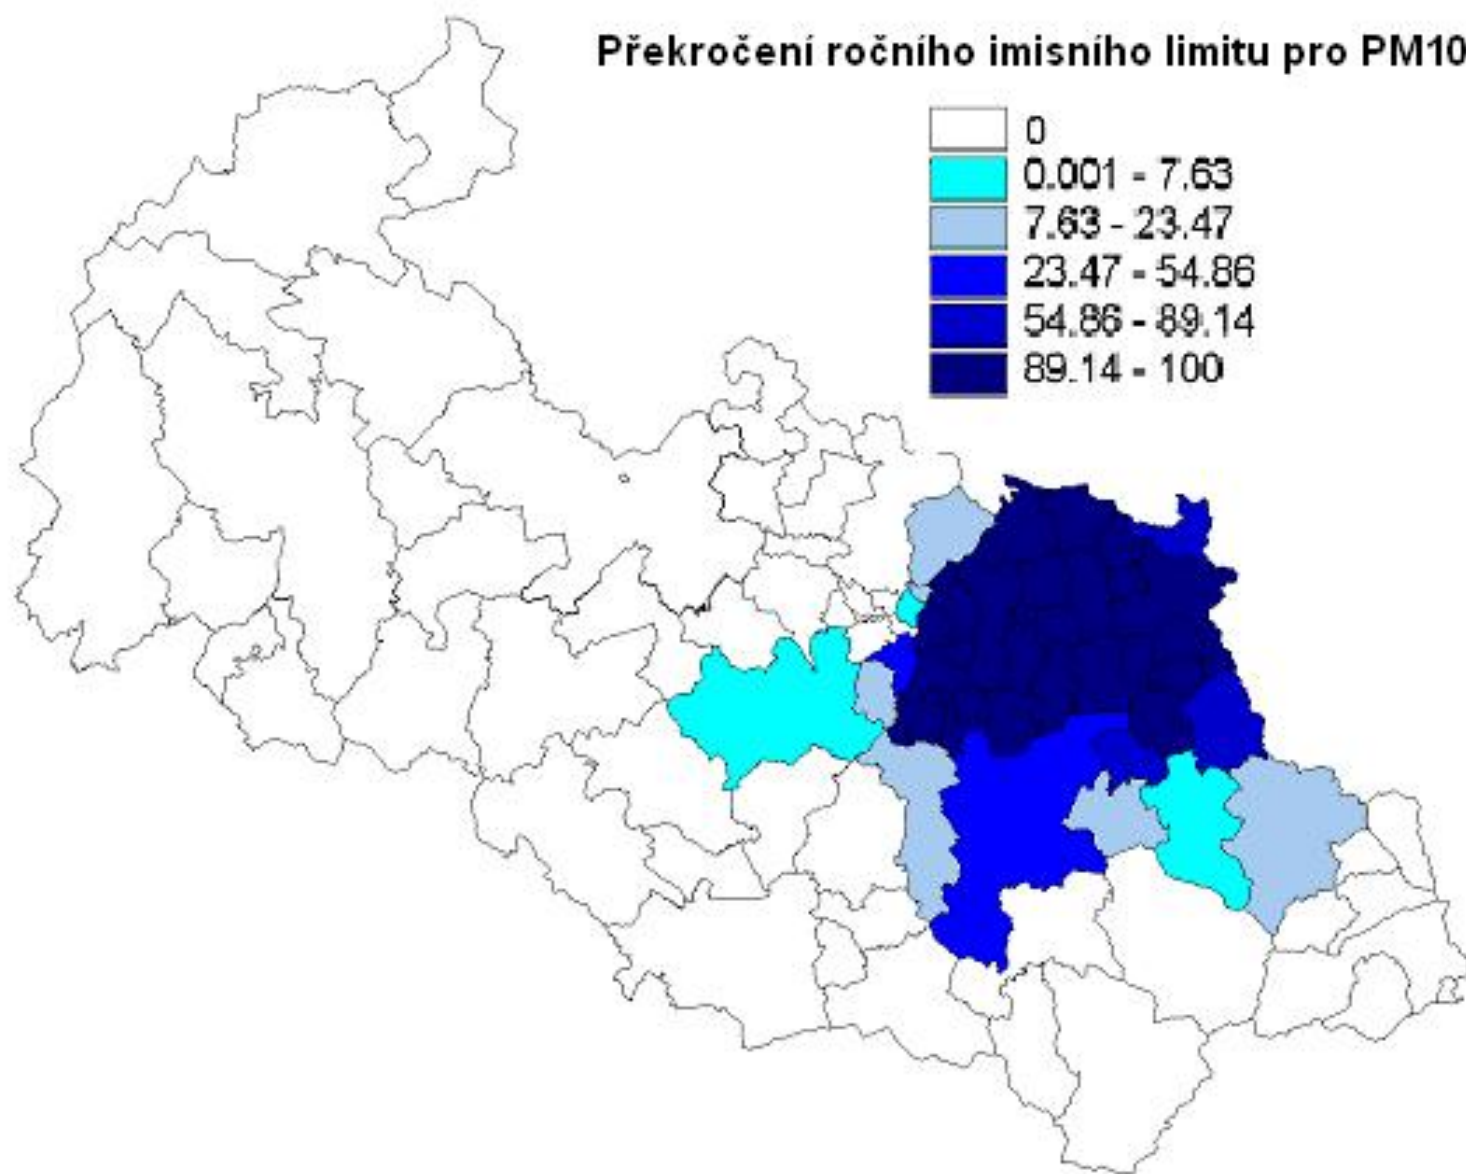 Překročení ročního imisního limitu pro PM10
0
0.001 - 7.63
7.63 - 23.47
23.47 - 54.86
54.86 - 89.14
89.14 - 100